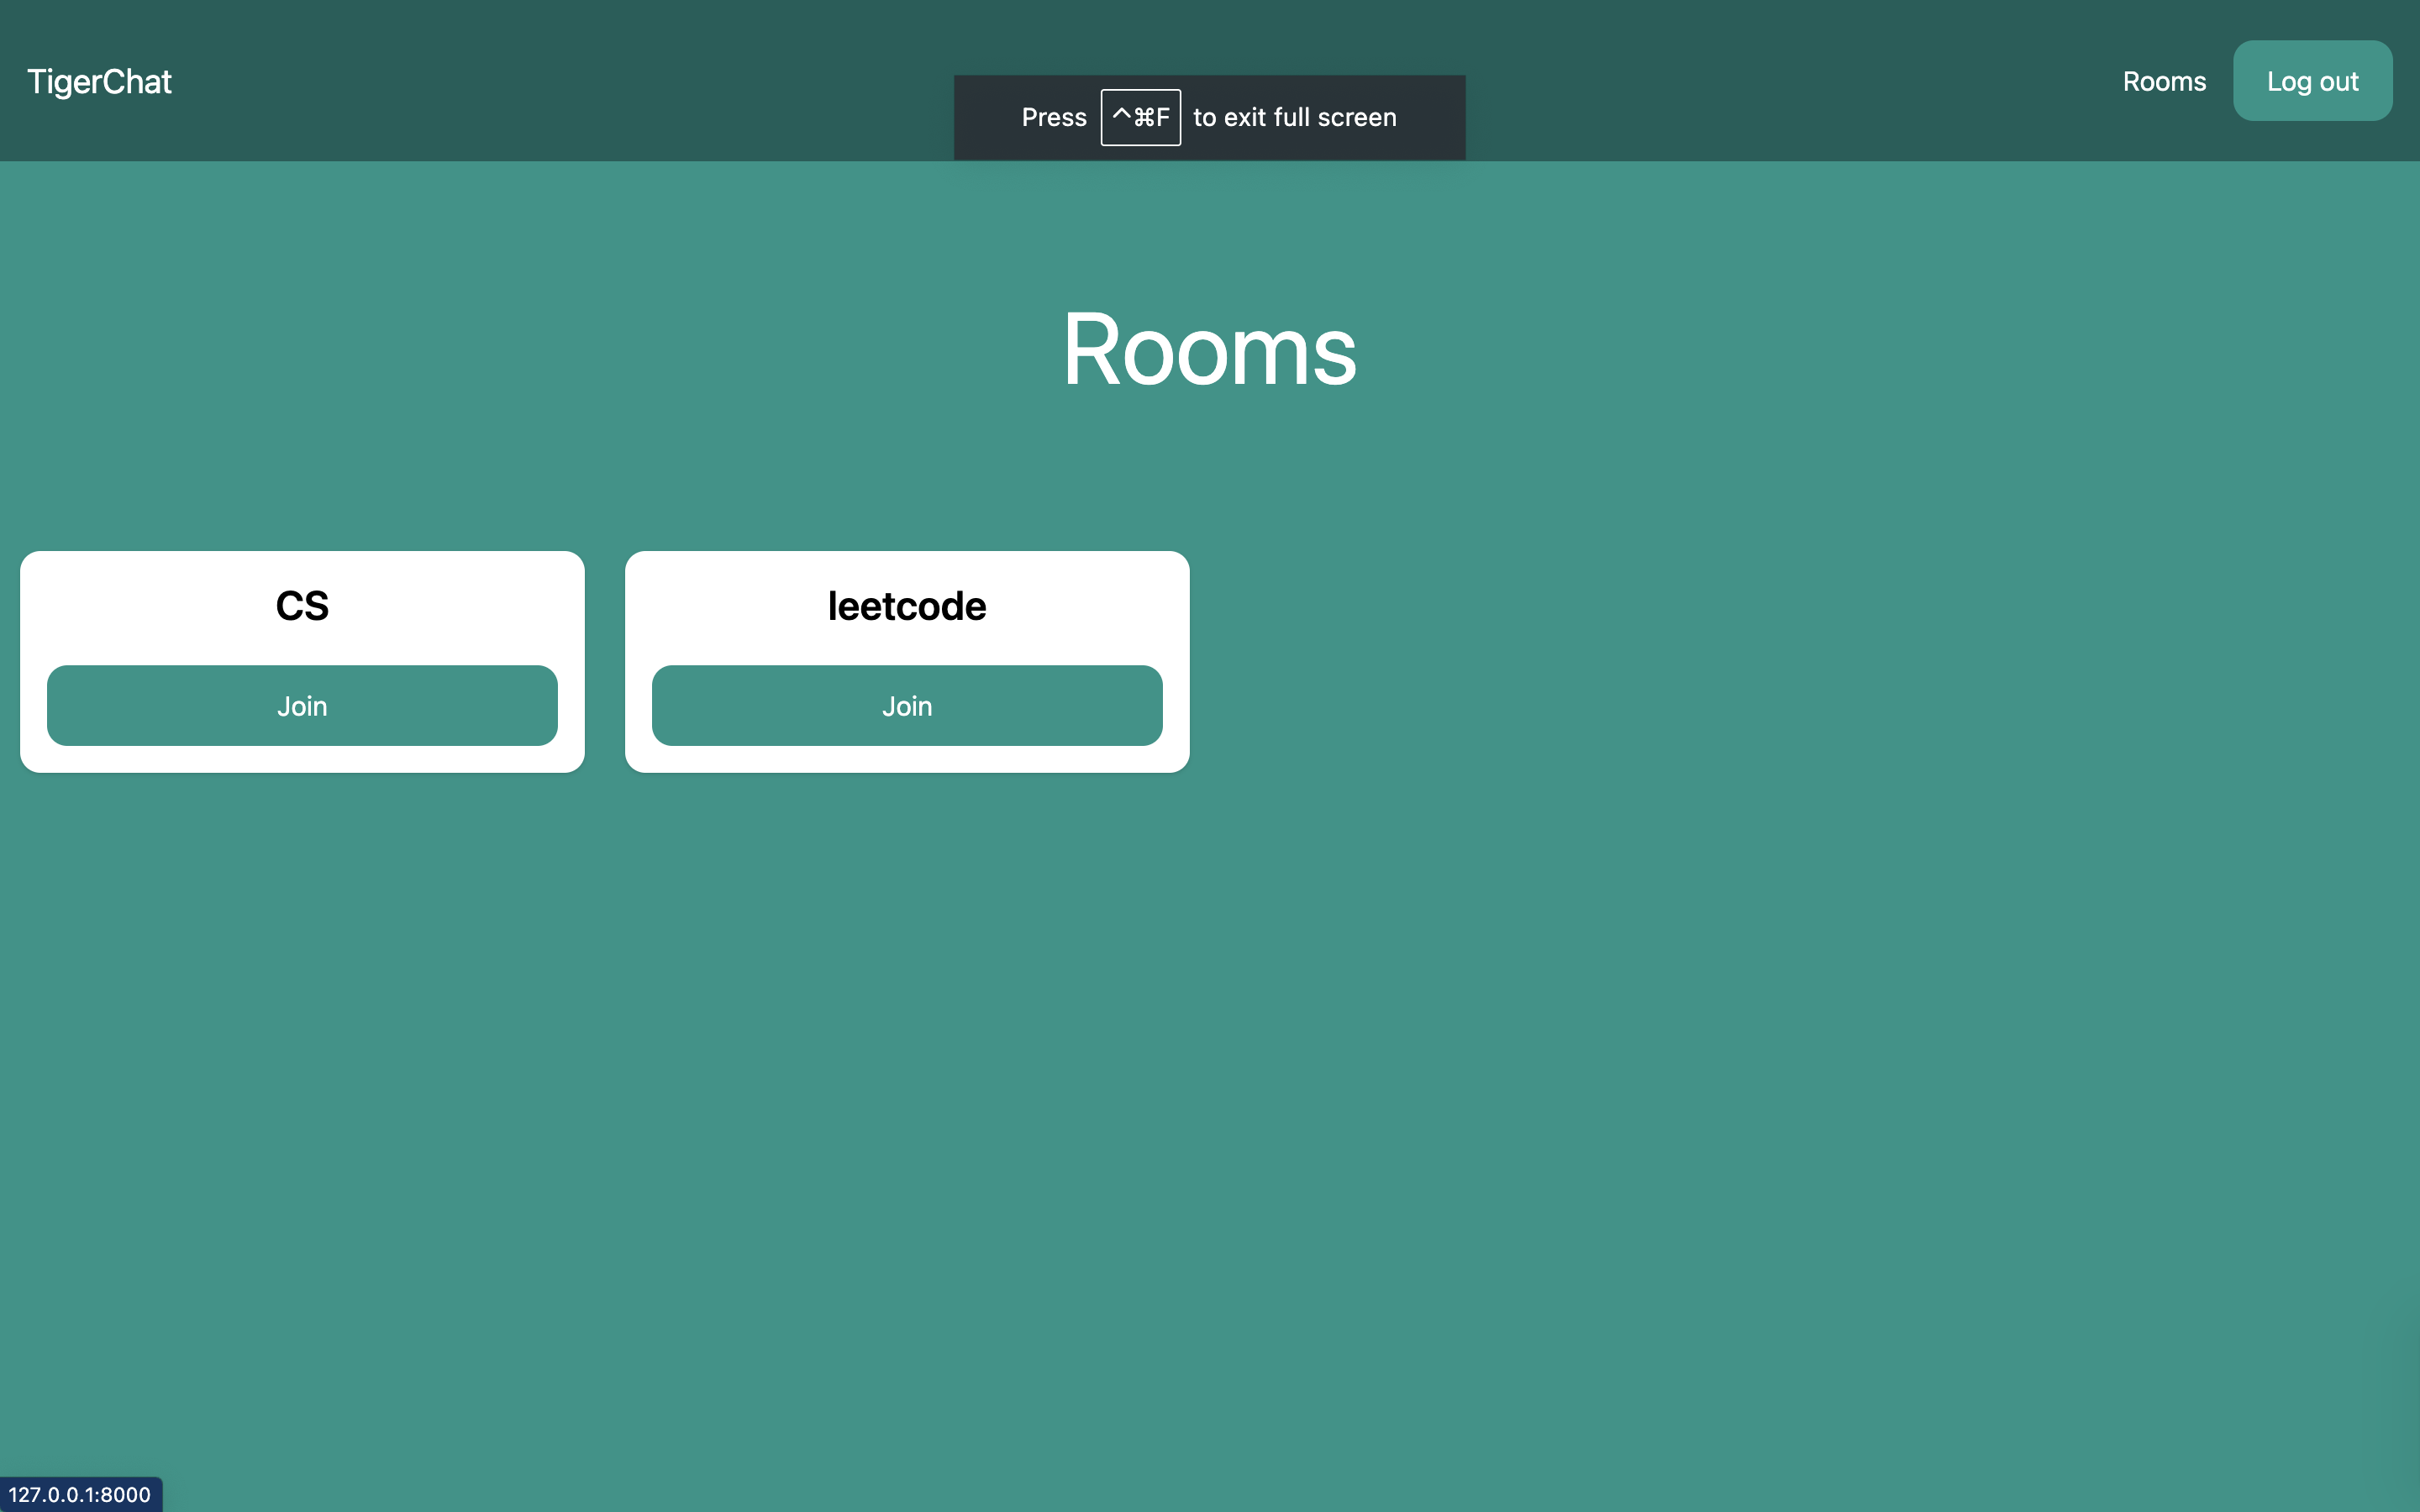 TigerChat
Rooms
Log out
Press ^⌘F to exit full screen
Rooms
CS
leetcode
Join
Join
127.0.0.1:8000